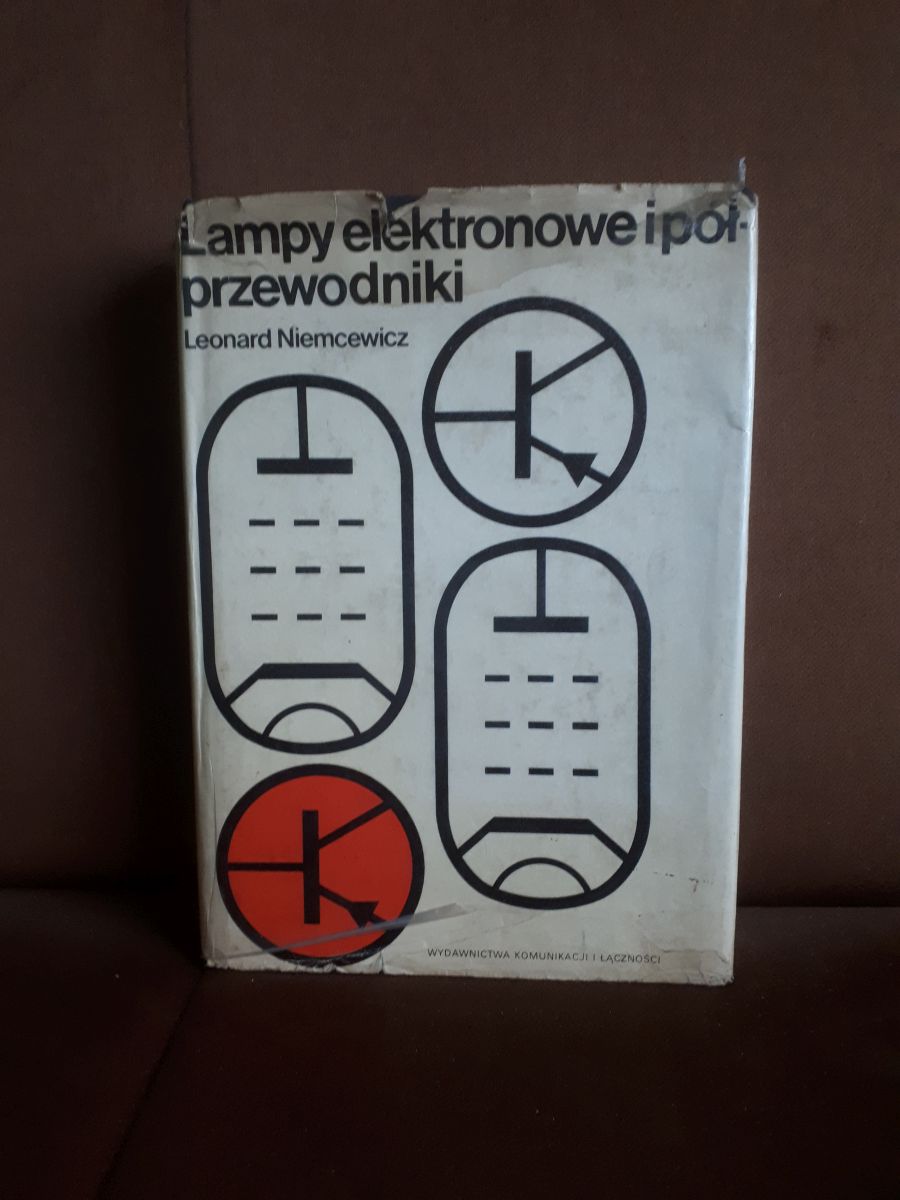 Lampy elektronowe i pół-
przewodniki
Leonard Niemcewicz
WYDAWNICTWA KOMUNIKACJI I ŁĄCZNOŚCI